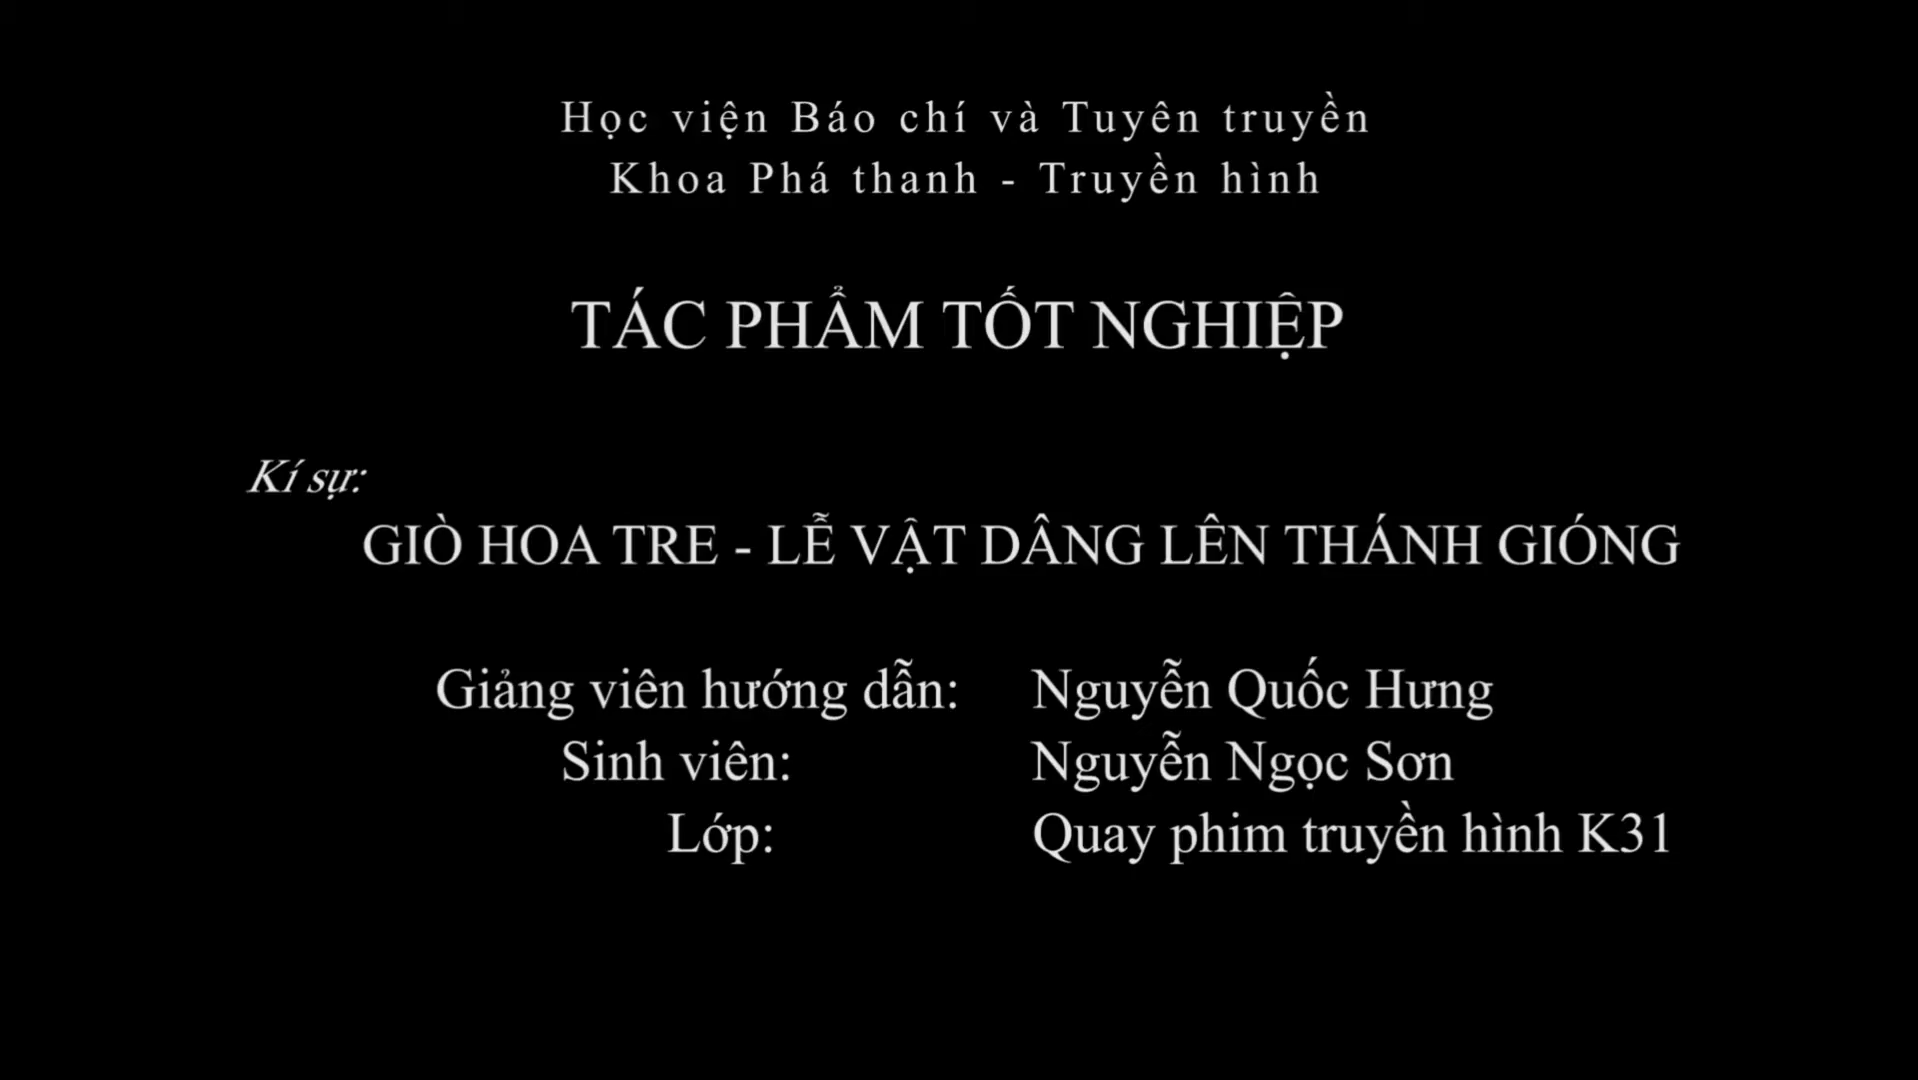 Học viện Báo chí và Tuyên truyền
Khoa Phá thanh - Truyền hình
TÁC PHẨM TỐT NGHIỆP
Kí sự:
GIÒ HOA TRE - LỄ VẬT DÂNG LÊN THÁNH GIÓNG
Giảng viên hướng dẫn: Nguyễn Quốc Hưng
Sinh viên: Nguyễn Ngọc Sơn
Lớp: Quay phim truyền hình K31